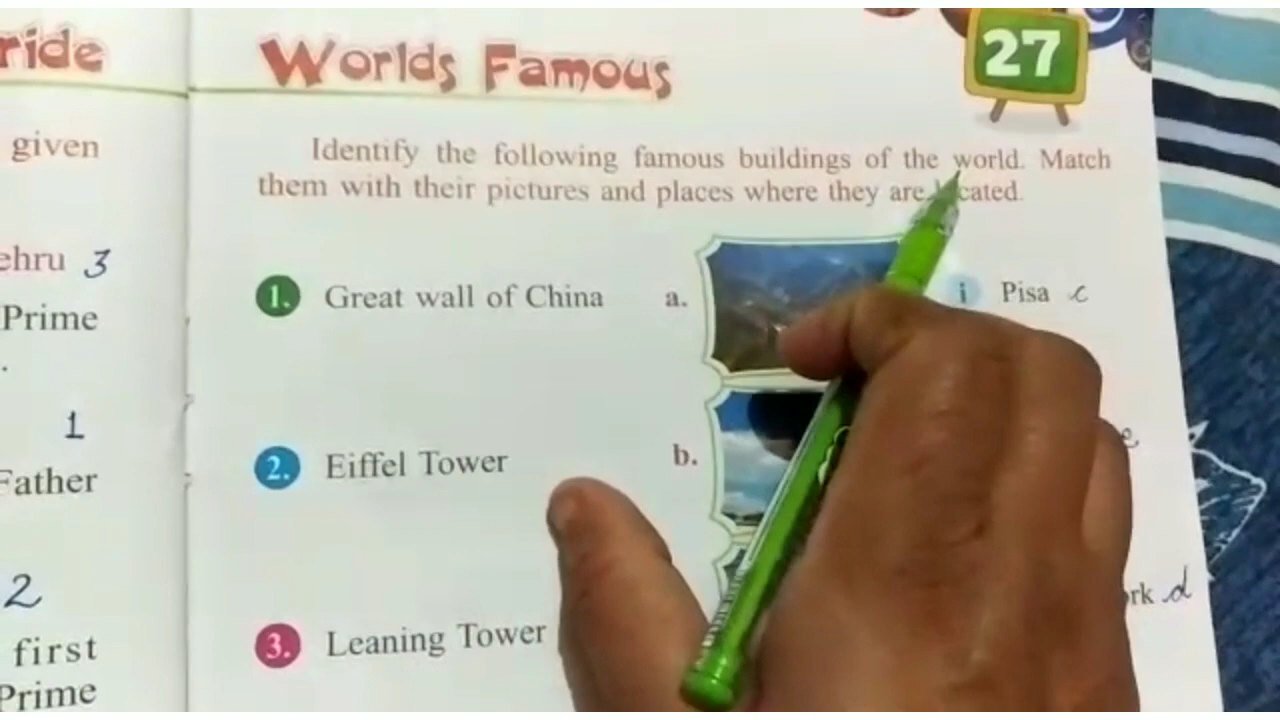 ride
given
ehru 3
Prime
.
1
Father
2
first
Prime
Worlds Famous
27
Identify the following famous buildings of the world. Match
them with their pictures and places where they are
1. Great wall of China a. i Pisa c
2. Eiffel Tower b. e
3. Leaning Tower rk d